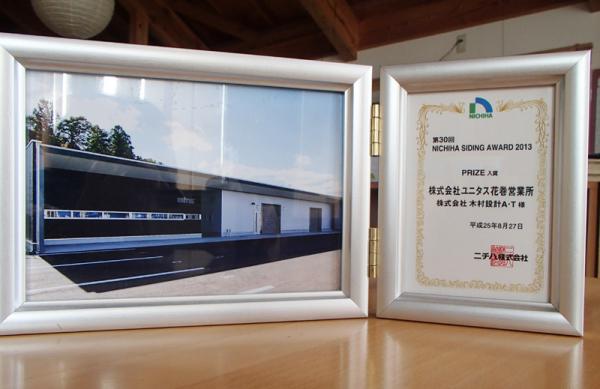 NICHIHA
第30回
NICHIHA SIDING AWARD 2013
PRIZE 入賞
株式会社ユニタス花巻営業所
株式会社 木村設計A・T 様
平成25年8月27日
ニチハ株式会社